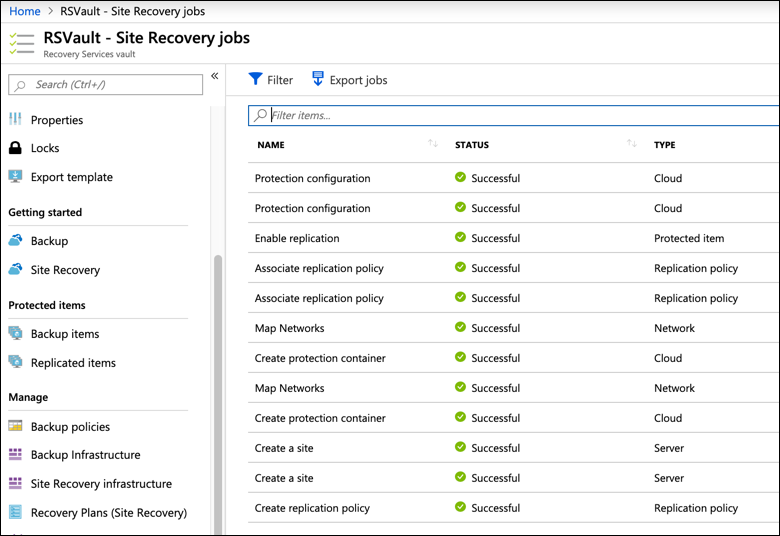 Home > RSVault - Site Recovery jobs
RSVault - Site Recovery jobs
Recovery Services vault
Search (Ctrl+/)
«
Properties
Locks
Export template
Getting started
Backup
Site Recovery
Protected items
Backup items
Replicated items
Manage
Backup policies
Backup Infrastructure
Site Recovery infrastructure
Recovery Plans (Site Recovery)
Filter Export jobs
Filter items...
NAME STATUS TYPE
Protection configuration Successful Cloud
Protection configuration Successful Cloud
Enable replication Successful Protected item
Associate replication policy Successful Replication policy
Associate replication policy Successful Replication policy
Map Networks Successful Network
Create protection container Successful Cloud
Map Networks Successful Network
Create protection container Successful Cloud
Create a site Successful Server
Create a site Successful Server
Create replication policy Successful Replication policy